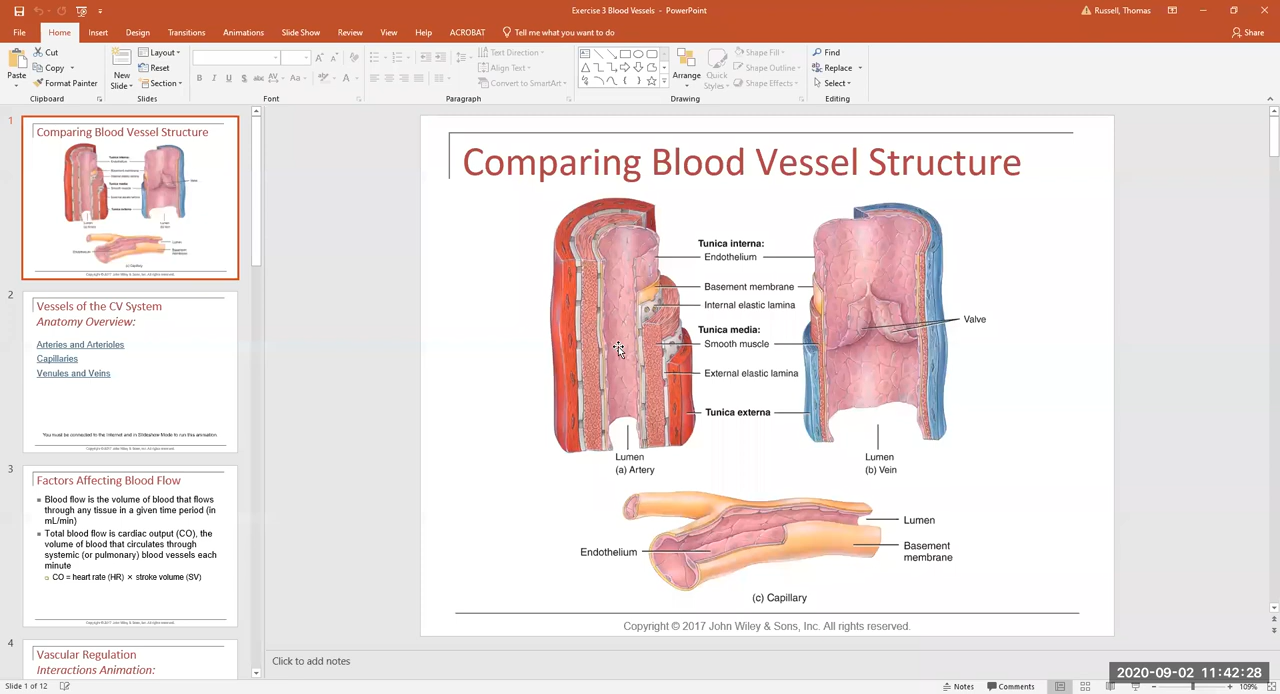 Exercise 3 Blood Vessels - PowerPoint
Russell, Thomas
File Home Insert Design Transitions Animations Slide Show Review View Help ACROBAT Tell me what you want to do Share
Paste
Cut
Copy
Format Painter
Clipboard
New
Slide
Layout
Reset
Section
Slides
Font
Text Direction
Align Text
Convert to SmartArt
Paragraph
Arrange
Quick
Styles
Shape Fill
Shape Outline
Shape Effects
Drawing
Find
Replace
Select
Editing
1
Comparing Blood Vessel Structure
2
Vessels of the CV System
Anatomy Overview:
Arteries and Arterioles
Capillaries
Venules and Veins
You must be connected to the internet and in Slideshow Mode to run this animation
3
Factors Affecting Blood Flow
Blood flow is the volume of blood that flows
through any tissue in a given time period (in
mL/min)
Total blood flow is cardiac output (CO), the
volume of blood that circulates through
systemic (or pulmonary) blood vessels each
minute
CO = heart rate (HR) × stroke volume (SV)
4
Vascular Regulation
Interactions Animation:
Comparing Blood Vessel Structure
Tunica interna:
Endothelium
Basement membrane
Internal elastic lamina
Tunica media:
Smooth muscle
External elastic lamina
Tunica externa
Valve
Lumen
(a) Artery
Lumen
(b) Vein
Endothelium
Lumen
Basement
membrane
(c) Capillary
Copyright © 2017 John Wiley & Sons, Inc. All rights reserved.
Click to add notes
2020-09-02 11:42:28
Slide 1 of 12
Notes Comments 109%